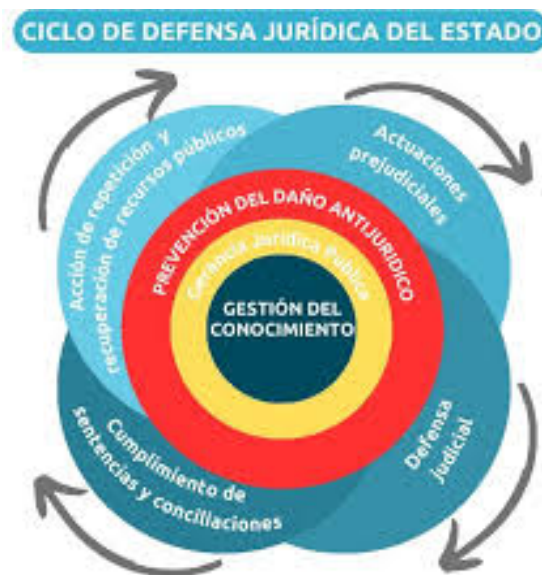 CICLO DE DEFENSA JURÍDICA DEL ESTADO
Actuaciones
prejudiciales
Defensa
judicial
Cumplimiento de
sentencias y conciliaciones
Acción de repetición y
recuperación de recursos públicos
PREVENCIÓN DEL DAÑO ANTIJURIDICO
Gerencia Jurídica Pública
GESTIÓN DEL
CONOCIMIENTO